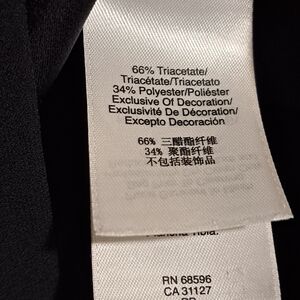 66% Triacetate/
Triacétate/Triacetato
34% Polyester/Poliéster
Exclusive Of Decoration/
Exclusivité De Décoration/
Excepto Decoración
66% 三醋酯纤维
34% 聚酯纤维
不包括装饰品
RN 68596
CA 31127